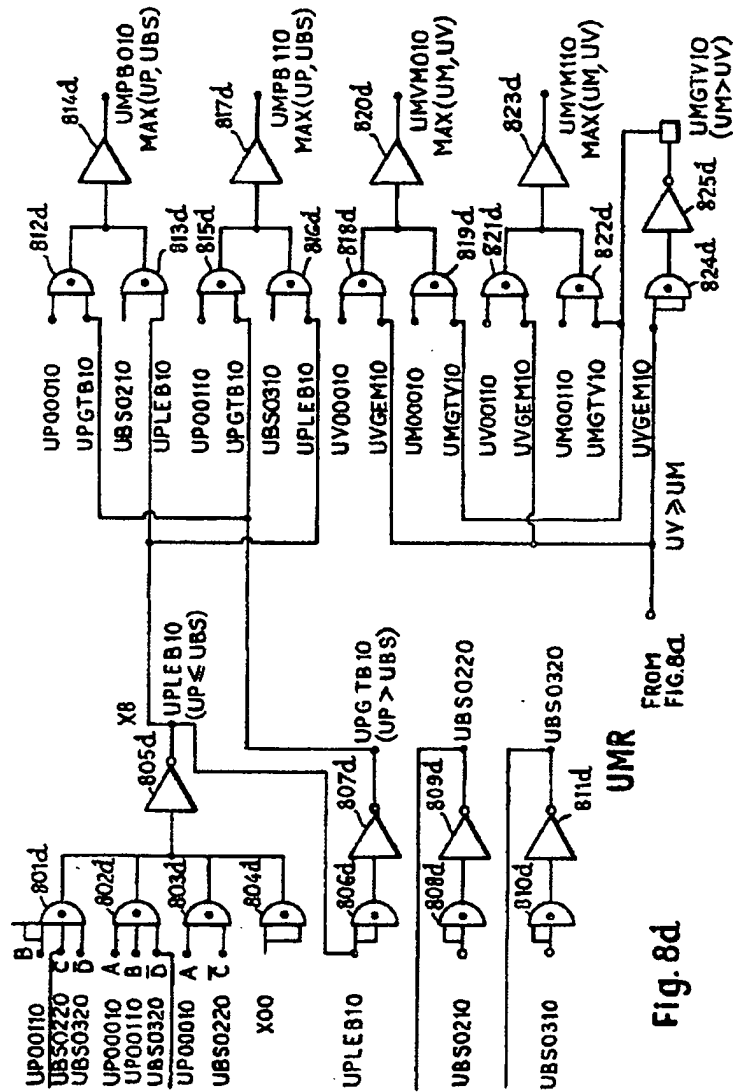 UP00110
UBS0220
UBS0320
B
C̅
D̅
801d
UP00010
UP00110
UBS0320
A
B
D̅
802d
UP00010
UBS0220
A
C̅
803d
X00
804d
805d
X8
UPLEB10
(UP ≤ UBS)
UPLEB10
806d
807d
UPGTB10
(UP > UBS)
UBS0210
808d
809d
UBS0220
UBS0310
810d
811d
UBS0320
UMR
FROM
FIG.8d
UV ≥ UM
UP00010
UPGTB10
812d
UBS0210
UPLEB10
813d
814d
UMPB010
MAX(UP, UBS)
UP00110
UPGTB10
815d
UBS0310
UPLEB10
816d
817d
UMPB110
MAX(UP, UBS)
UV00010
UVGEM10
818d
UM00010
UMGTV10
819d
820d
UMVM010
MAX(UM, UV)
UV00110
UVGEM10
821d
UM00110
UMGTV10
822d
823d
UMVM110
MAX(UM, UV)
UVGEM10
824d
825d
UMGTV10
(UM>UV)
Fig. 8d